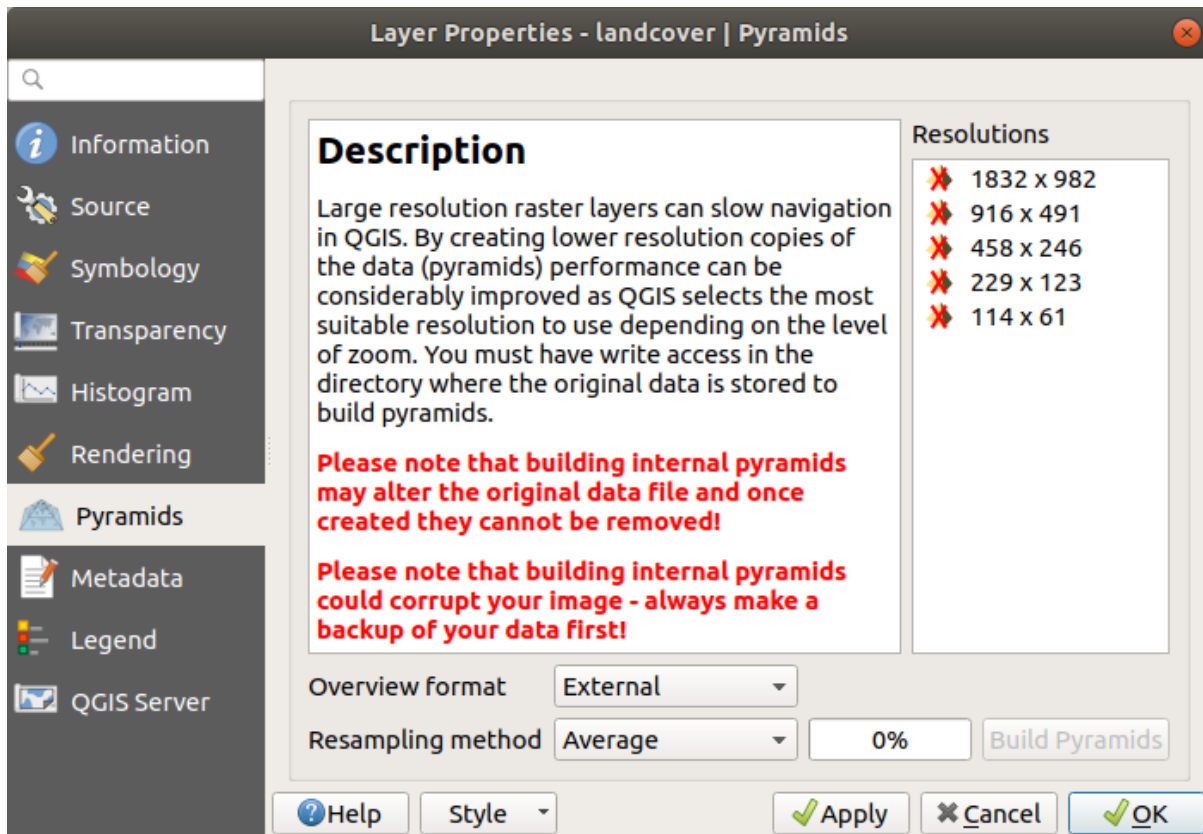 Layer Properties - landcover | Pyramids
Information
Source
Symbology
Transparency
Histogram
Rendering
Pyramids
Metadata
Legend
QGIS Server
Description
Large resolution raster layers can slow navigation
in QGIS. By creating lower resolution copies of
the data (pyramids) performance can be
considerably improved as QGIS selects the most
suitable resolution to use depending on the level
of zoom. You must have write access in the
directory where the original data is stored to
build pyramids.
Please note that building internal pyramids
may alter the original data file and once
created they cannot be removed!
Please note that building internal pyramids
could corrupt your image - always make a
backup of your data first!
Resolutions
1832 x 982
916 x 491
458 x 246
229 x 123
114 x 61
Overview format External
Resampling method Average 0% Build Pyramids
Help Style Apply Cancel OK